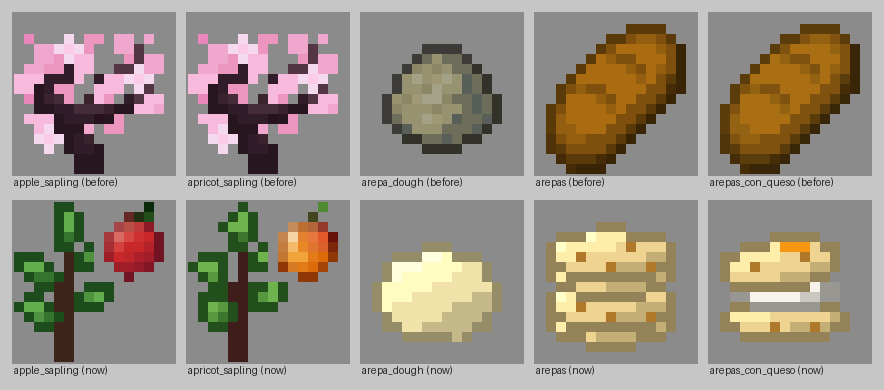 apple_sapling (before)
apricot_sapling (before)
arepa_dough (before)
arepas (before)
arepas_con_queso (before)
apple_sapling (now)
apricot_sapling (now)
arepa_dough (now)
arepas (now)
arepas_con_queso (now)